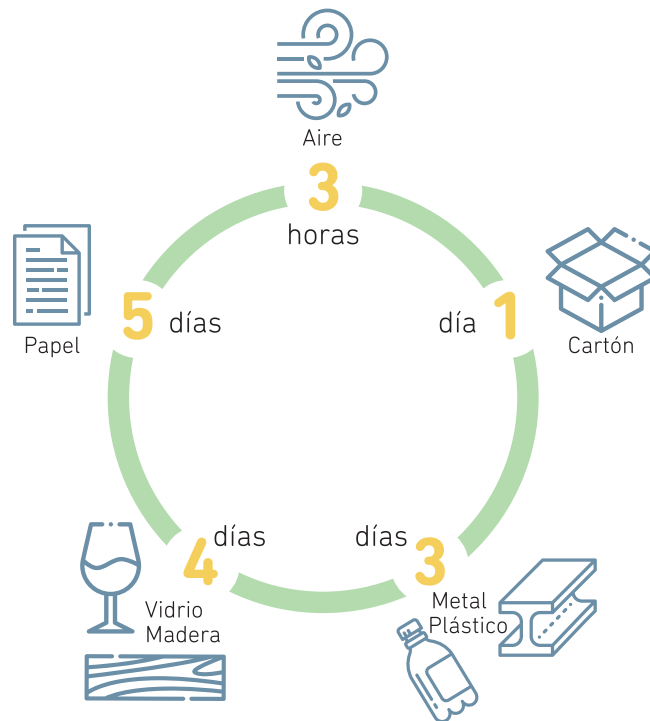 Aire
3
horas
día 1
Cartón
días
3
Metal
Plástico
días
4
Vidrio
Madera
5 días
Papel